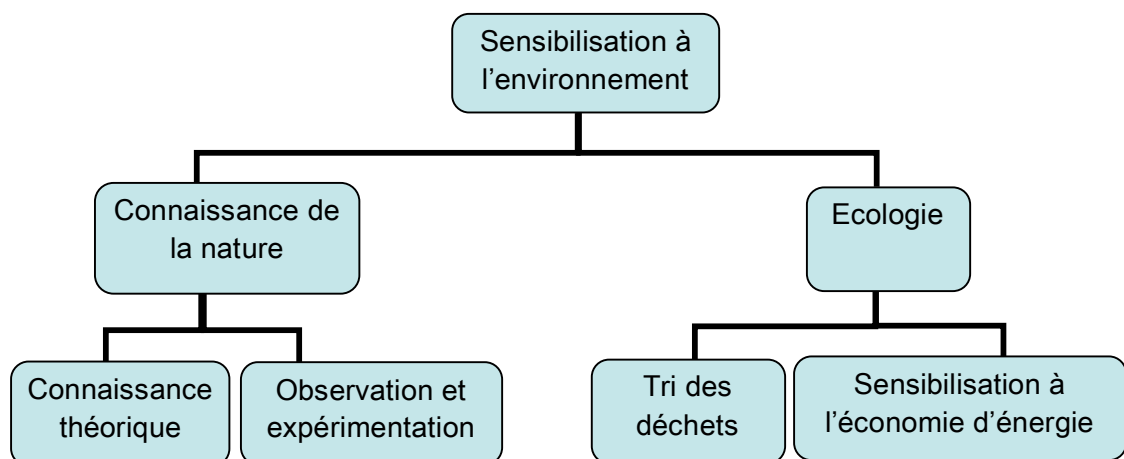 Sensibilisation à
l’environnement
Connaissance de
la nature
Ecologie
Connaissance
théorique
Observation et
expérimentation
Tri des
déchets
Sensibilisation à
l’économie d’énergie